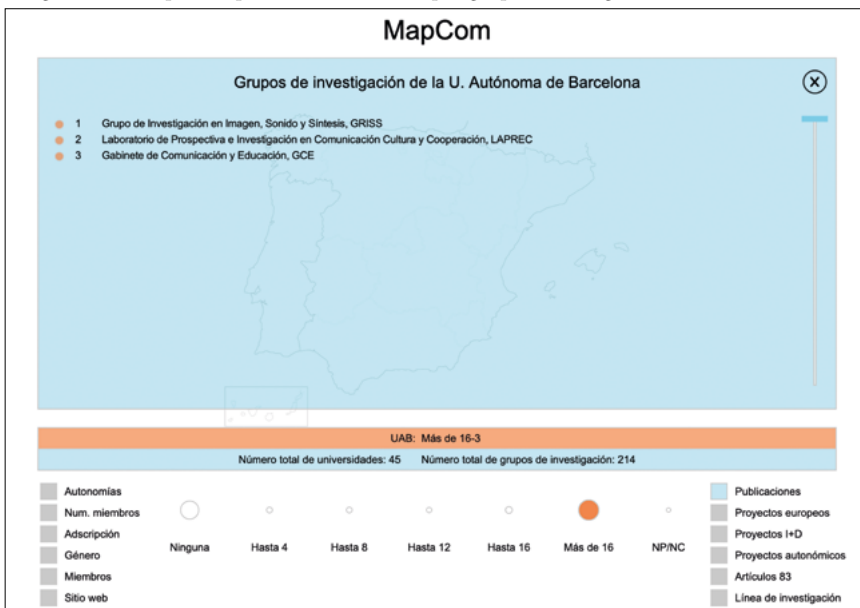 MapCom
Grupos de investigación de la U. Autónoma de Barcelona
X
1 Grupo de Investigación en Imagen, Sonido y Síntesis, GRISS
2 Laboratorio de Prospectiva e Investigación en Comunicación Cultura y Cooperación, LAPREC
3 Gabinete de Comunicación y Educación, GCE
UAB: Más de 16-3
Número total de universidades: 45 Número total de grupos de investigación: 214
Autonomías
Num. miembros
Adscripción
Género
Miembros
Sitio web
Ninguna Hasta 4 Hasta 8 Hasta 12 Hasta 16 Más de 16 NP/NC
Publicaciones
Proyectos europeos
Proyectos I+D
Proyectos autonómicos
Artículos 83
Línea de investigación